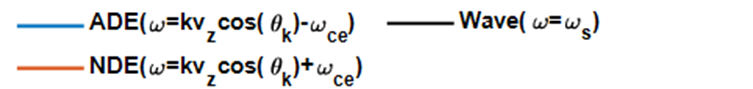 ADE(ω=kv_z cos( θ_k)-ω_ce) Wave( ω=ω_s)
NDE(ω=kv_z cos( θ_k)+ω_ce)